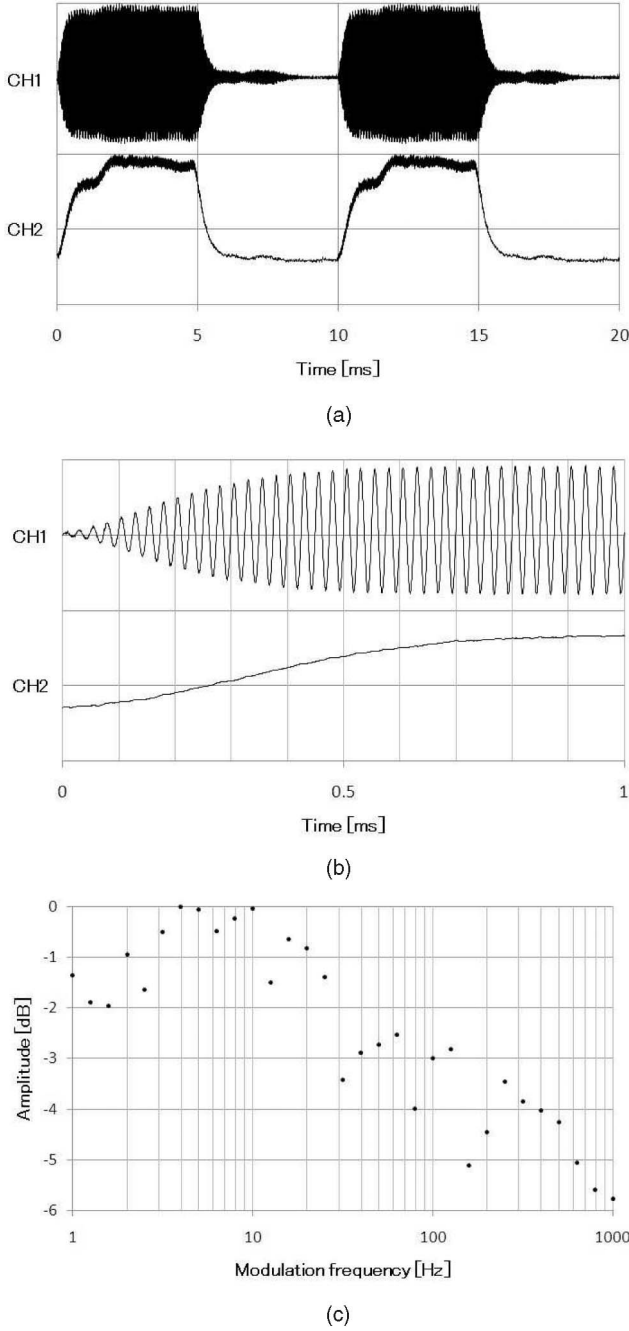 CH1
CH2
0 5 10 15 20
Time [ms]
(a)
CH1
CH2
0 0.5 1
Time [ms]
(b)
0
-1
-2
-3
-4
-5
-6
Amplitude [dB]
1 10 100 1000
Modulation frequency [Hz]
(c)